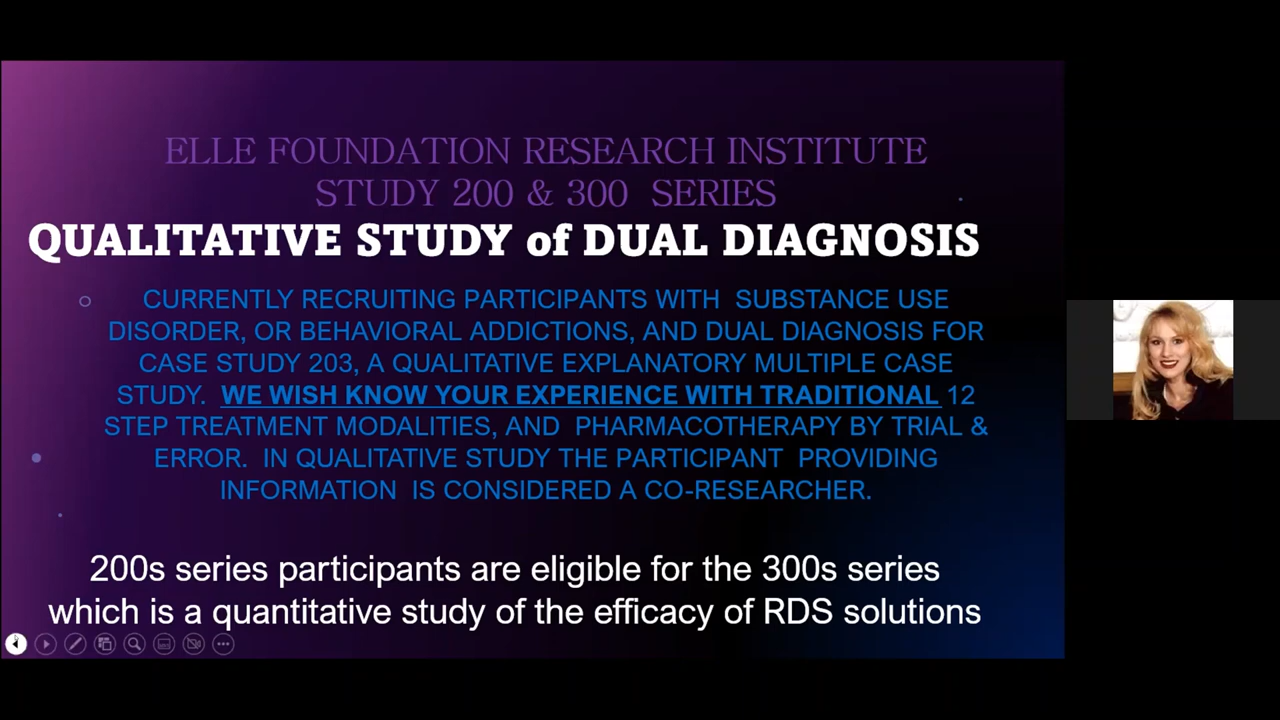 ELLE FOUNDATION RESEARCH INSTITUTE
STUDY 200 & 300 SERIES
QUALITATIVE STUDY of DUAL DIAGNOSIS
CURRENTLY RECRUITING PARTICIPANTS WITH SUBSTANCE USE
DISORDER, OR BEHAVIORAL ADDICTIONS, AND DUAL DIAGNOSIS FOR
CASE STUDY 203, A QUALITATIVE EXPLANATORY MULTIPLE CASE
STUDY. WE WISH KNOW YOUR EXPERIENCE WITH TRADITIONAL 12
STEP TREATMENT MODALITIES, AND PHARMACOTHERAPY BY TRIAL &
ERROR. IN QUALITATIVE STUDY THE PARTICIPANT PROVIDING
INFORMATION IS CONSIDERED A CO-RESEARCHER.
200s series participants are eligible for the 300s series
which is a quantitative study of the efficacy of RDS solutions